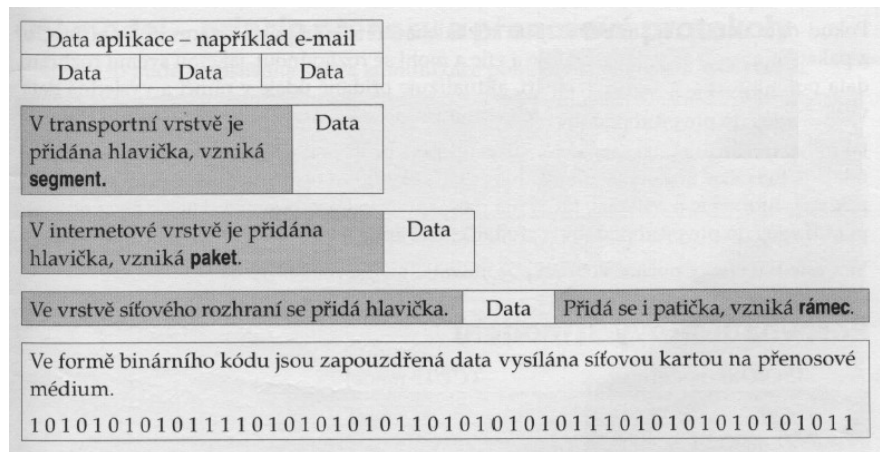 Data aplikace – například e-mail
Data Data Data
V transportní vrstvě je
přidána hlavička, vzniká
segment.
Data
V internetové vrstvě je přidána
hlavička, vzniká paket.
Data
Ve vrstvě síťového rozhraní se přidá hlavička. Data Přidá se i patička, vzniká rámec.
Ve formě binárního kódu jsou zapouzdřená data vysílána síťovou kartou na přenosové
médium.
1010101010111101010101010110101010101011101010101010101011